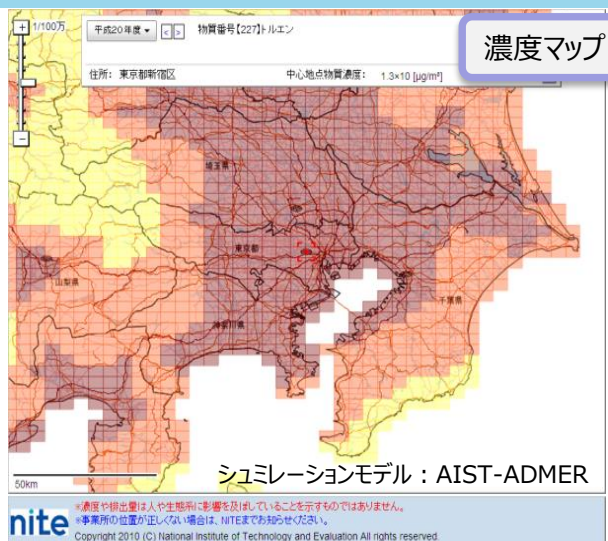 濃度マップ
1/100万
平成20年度 ▼ < > 物質番号【227】トルエン
住所: 東京都新宿区 中心地点物質濃度: 1.3×10 [μg/m³]
埼玉県
東京都
山梨県
千葉県
神奈川県
50km
シュミレーションモデル:AIST-ADMER
nite
*濃度や排出量は人や生態系に影響を及ぼしていることを示すものではありません。
*事業所の位置が正しくない場合は、NITEまでお知らせください。
Copyright 2010 (C) National Institute of Technology and Evaluation All rights reserved.